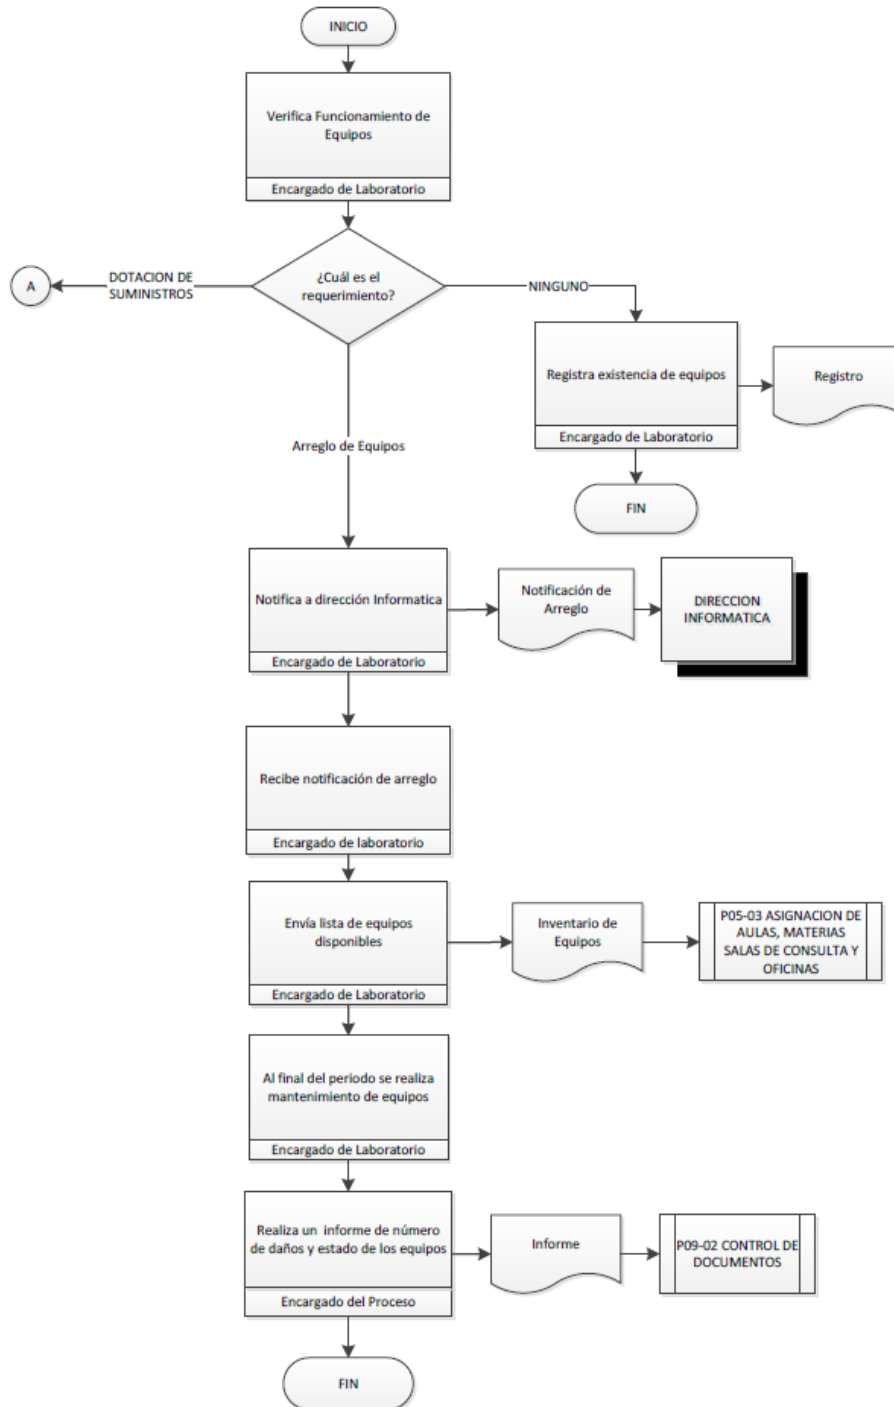 INICIO
Verifica Funcionamiento de
Equipos
Encargado de Laboratorio
¿Cuál es el
requerimiento?
DOTACION DE
SUMINISTROS
A
NINGUNO
Registra existencia de equipos
Encargado de Laboratorio
Registro
FIN
Arreglo de Equipos
Notifica a dirección Informatica
Encargado de Laboratorio
Notificación de
Arreglo
DIRECCION
INFORMATICA
Recibe notificación de arreglo
Encargado de laboratorio
Envía lista de equipos
disponibles
Encargado de Laboratorio
Inventario de
Equipos
P05-03 ASIGNACION DE
AULAS, MATERIAS
SALAS DE CONSULTA Y
OFICINAS
Al final del periodo se realiza
mantenimiento de equipos
Encargado de Laboratorio
Realiza un informe de número
de daños y estado de los equipos
Encargado del Proceso
Informe
P09-02 CONTROL DE
DOCUMENTOS
FIN